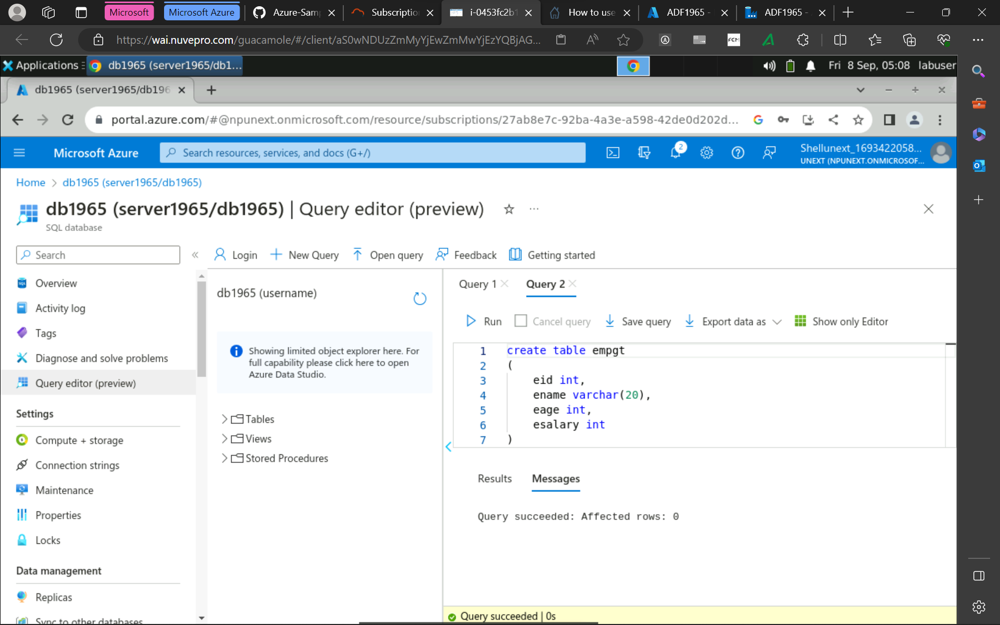 Microsoft
Microsoft Azure
Azure-Sam
Subscriptio
i-0453fc2b1
How to use
ADF1965 -
ADF1965 -
https://wai.nuvepro.com/guacamole/#/client/aS0wNDUzZmMyYjEwZmMwYjEzYQBjAG...
FCM
Applications
db1965 (server1965/db1...
Fri 8 Sep, 05:08 labuser
db1965 (server1965/db196
portal.azure.com/#@npunext.onmicrosoft.com/resource/subscriptions/27ab8e7c-92ba-4a3e-a598-42de0d202d...
Microsoft Azure
Search resources, services, and docs (G+/)
2
Shellunext_1693422058...
UNEXT (NPUNEXT.ONMICROSOF...
Home > db1965 (server1965/db1965)
db1965 (server1965/db1965) | Query editor (preview)
SQL database
Search
Login
New Query
Open query
Feedback
Getting started
Overview
Activity log
Tags
Diagnose and solve problems
Query editor (preview)
Settings
Compute + storage
Connection strings
Maintenance
Properties
Locks
Data management
Replicas
Sync to other databases
db1965 (username)
Showing limited object explorer here. For
full capability please click here to open
Azure Data Studio.
Tables
Views
Stored Procedures
Query 1
Query 2
Run
Cancel query
Save query
Export data as
Show only Editor
1 create table empgt
2 (
3 eid int,
4 ename varchar(20),
5 eage int,
6 esalary int
7 )
Results
Messages
Query succeeded: Affected rows: 0
Query succeeded | 0s